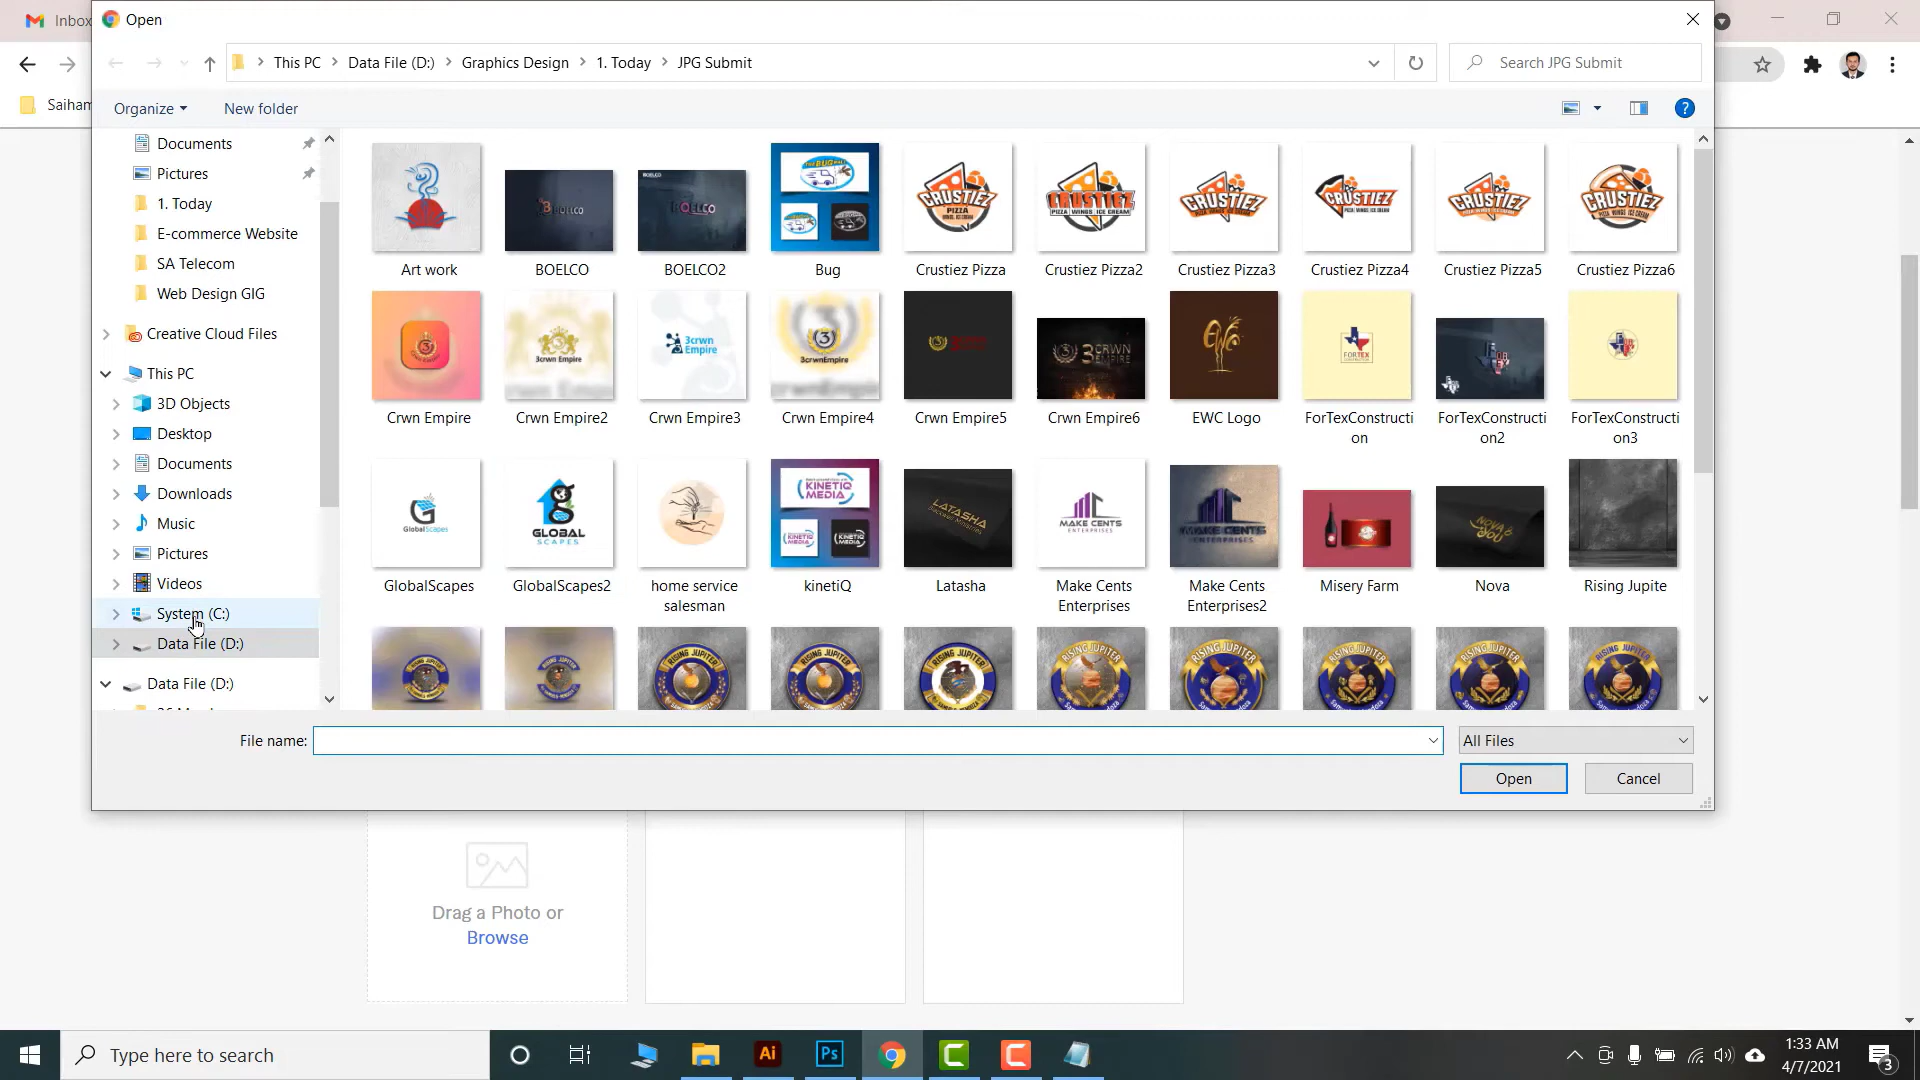 Inbox
Open
This PC > Data File (D:) > Graphics Design > 1. Today > JPG Submit
Search JPG Submit
Saiham
Organize
New folder
Documents
Pictures
1. Today
E-commerce Website
SA Telecom
Web Design GIG
Creative Cloud Files
This PC
3D Objects
Desktop
Documents
Downloads
Music
Pictures
Videos
System (C:)
Data File (D:)
Data File (D:)
Art work
BOELCO
BOELCO2
Bug
Crustiez Pizza
Crustiez Pizza2
Crustiez Pizza3
Crustiez Pizza4
Crustiez Pizza5
Crustiez Pizza6
Crwn Empire
Crwn Empire2
Crwn Empire3
Crwn Empire4
Crwn Empire5
Crwn Empire6
EWC Logo
ForTexConstructi
on
ForTexConstructi
on2
ForTexConstructi
on3
GlobalScapes
GlobalScapes2
home service
salesman
kinetiQ
Latasha
Make Cents
Enterprises
Make Cents
Enterprises2
Misery Farm
Nova
Rising Jupite
File name:
All Files
Open
Cancel
Drag a Photo or
Browse
Type here to search
Ai
Ps
1:33 AM
4/7/2021
3